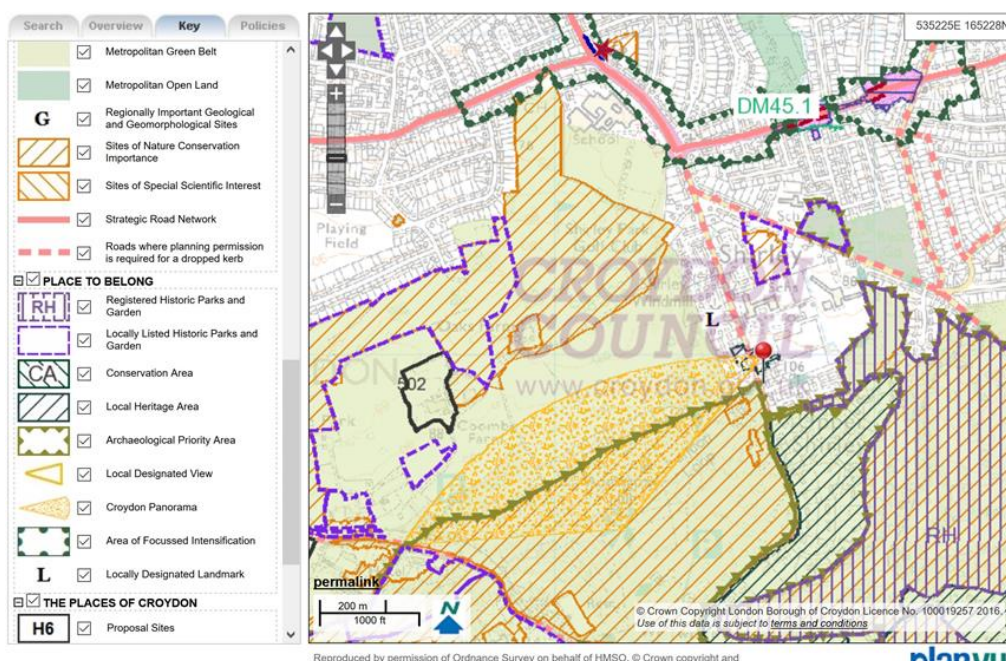 Search Overview Key Policies
Metropolitan Green Belt
Metropolitan Open Land
G
Regionally Important Geological
and Geomorphological Sites
Sites of Nature Conservation
Importance
Sites of Special Scientific Interest
Strategic Road Network
Roads where planning permission
is required for a dropped kerb
PLACE TO BELONG
RH
Registered Historic Parks and
Garden
Locally Listed Historic Parks and
Garden
CA
Conservation Area
Local Heritage Area
Archaeological Priority Area
Local Designated View
Croydon Panorama
Area of Focussed Intensification
L
Locally Designated Landmark
THE PLACES OF CROYDON
H6
Proposal Sites
535225E 165228N
DM45.1
School
Playing
Field
Shirley Park
Golf Club
Shirley
Windmill
CROYDON
COUNCIL
www.croydon.go
L
106
502
Coombe
Farm
RH
permalink
200 m
1000 ft
N
© Crown Copyright London Borough of Croydon Licence No. 100019257 2016,
Use of this data is subject to terms and conditions
Reproduced by permission of Ordnance Survey on behalf of HMSO. © Crown copyright and
planvu